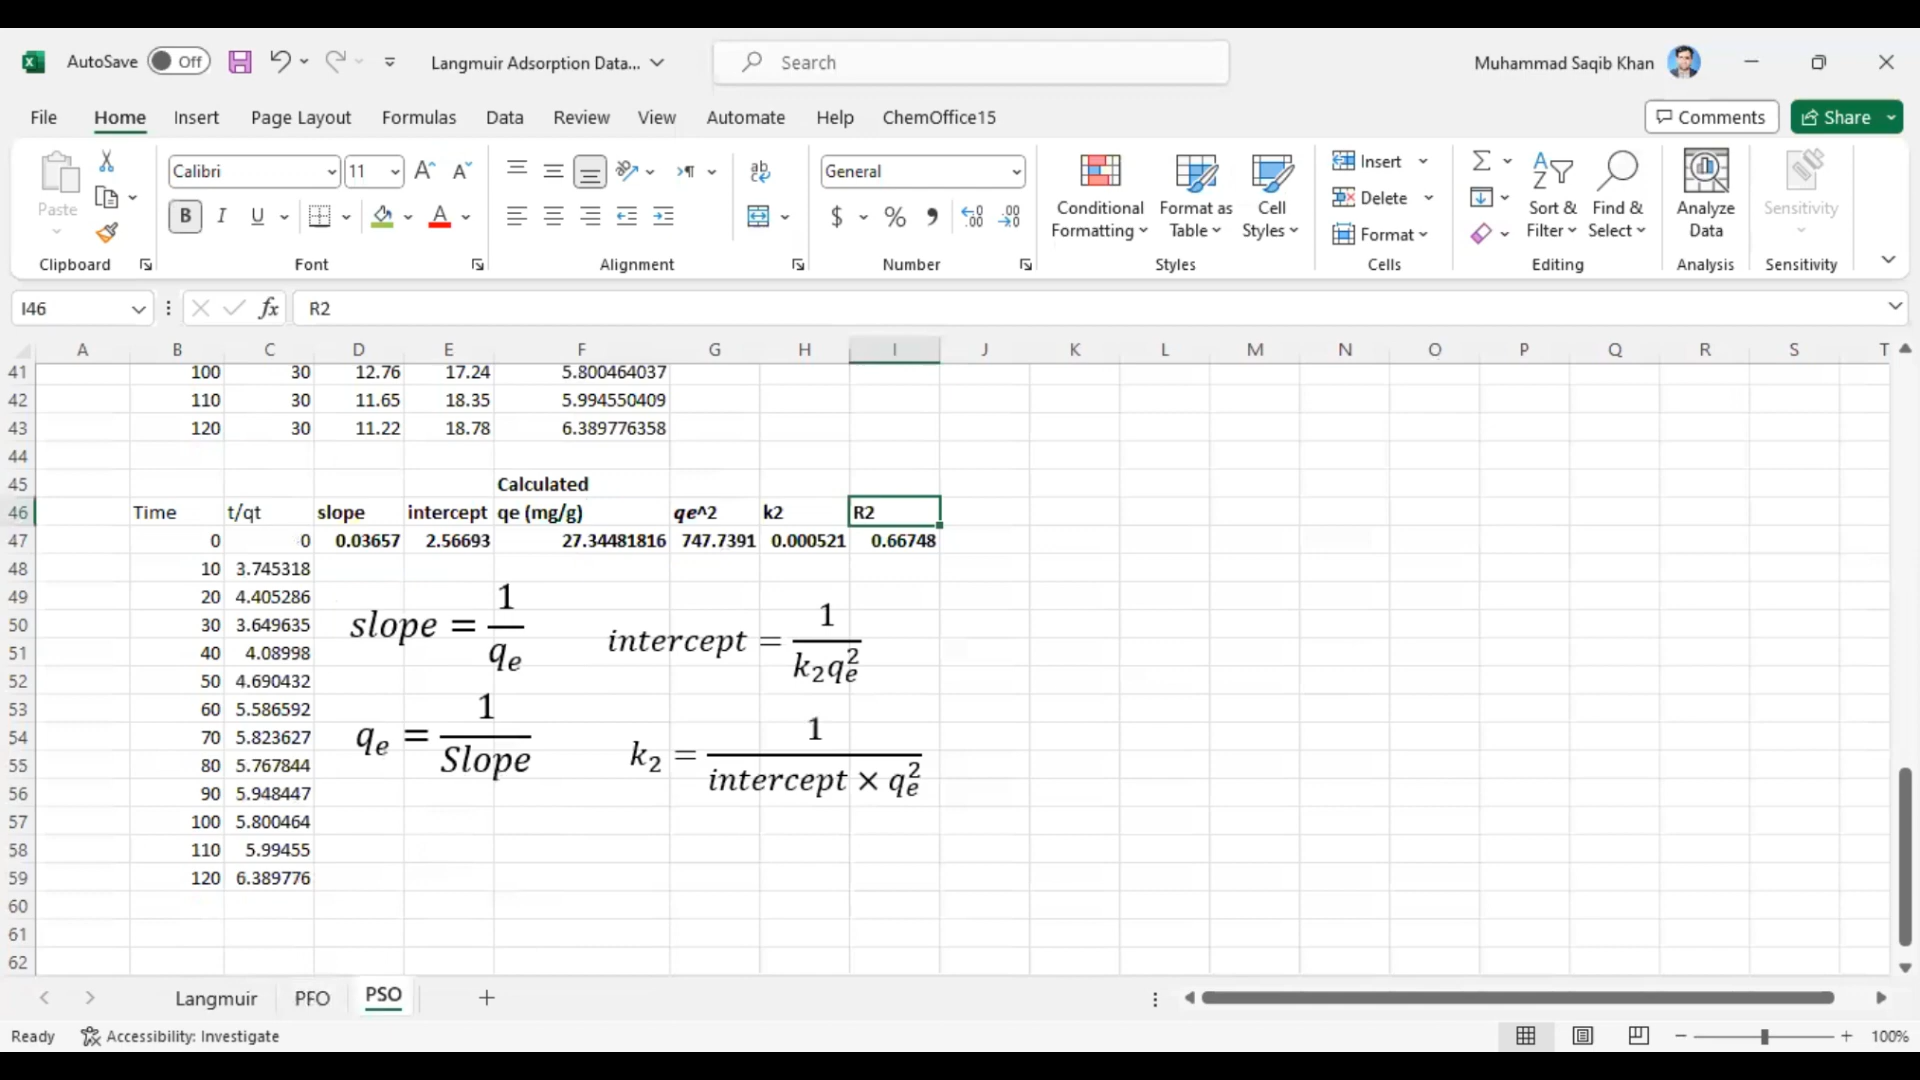 AutoSave Off Langmuir Adsorption Data... Search Muhammad Saqib Khan
File Home Insert Page Layout Formulas Data Review View Automate Help ChemOffice15 Comments Share
Paste Calibri 11 General Conditional Formatting Format as Table Cell Styles Insert Delete Format Sort & Filter Find & Select Analyze Data Sensitivity
B I U $ %
Clipboard Font Alignment Number Styles Cells Editing Analysis Sensitivity
I46 fx R2
A B C D E F G H I J K L M N O P Q R S T
41 100 30 12.76 17.24 5.800464037
42 110 30 11.65 18.35 5.994550409
43 120 30 11.22 18.78 6.389776358
44
45 Calculated
46 Time t/qt slope intercept qe (mg/g) qe^2 k2 R2
47 0 0 0.03657 2.56693 27.34481816 747.7391 0.000521 0.66748
48 10 3.745318
49 20 4.405286
50 30 3.649635
51 40 4.08998
52 50 4.690432
53 60 5.586592
54 70 5.823627
55 80 5.767844
56 90 5.948447
57 100 5.800464
58 110 5.99455
59 120 6.389776
60
61
62
slope = 1/qe
intercept = 1/k2qe^2
qe = 1/Slope
k2 = 1/intercept × qe^2
Langmuir PFO PSO +
Ready Accessibility: Investigate 100%